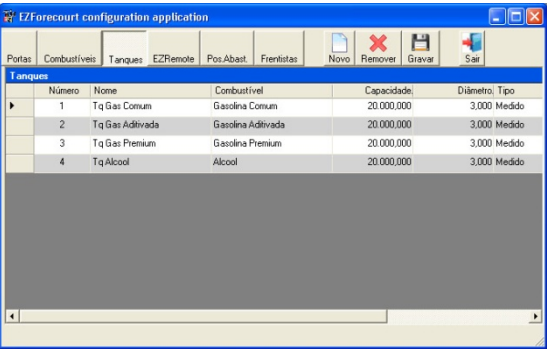 EZForecourt configuration application
Portas Combustíveis Tanques EZRemote Pos.Abast. Frentistas Novo Remover Gravar Sair
Tanques
Número Nome Combustível Capacidade. Diâmetro. Tipo
1 Tq Gas Comum Gasolina Comum 20.000,000 3,000 Medido
2 Tq Gas Aditivada Gasolina Aditivada 20.000,000 3,000 Medido
3 Tq Gas Premium Gasolina Premium 20.000,000 3,000 Medido
4 Tq Alcool Alcool 20.000,000 3,000 Medido